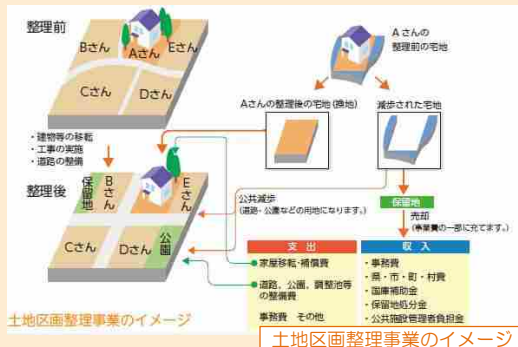 整理前
Bさん
Eさん
Aさん
Cさん
Dさん
Aさんの
整理前の宅地
Aさんの整理後の宅地(換地)
減歩された宅地
・建物等の移転
・工事の実施
・道路の整備
整理後
保留地
Bさん
Eさん
Cさん
Dさん
公園
公共減歩
(道路・公園などの用地になります。)
保留地
売却
(事業費の一部に充てます。)
支出
家屋移転・補償費
道路、公園、調整池等
の整備費
事務費 その他
収入
・事務費
・県・市・町・村費
・国庫補助金
・保留地処分金
・公共施設管理者負担金
土地区画整理事業のイメージ
土地区画整理事業のイメージ